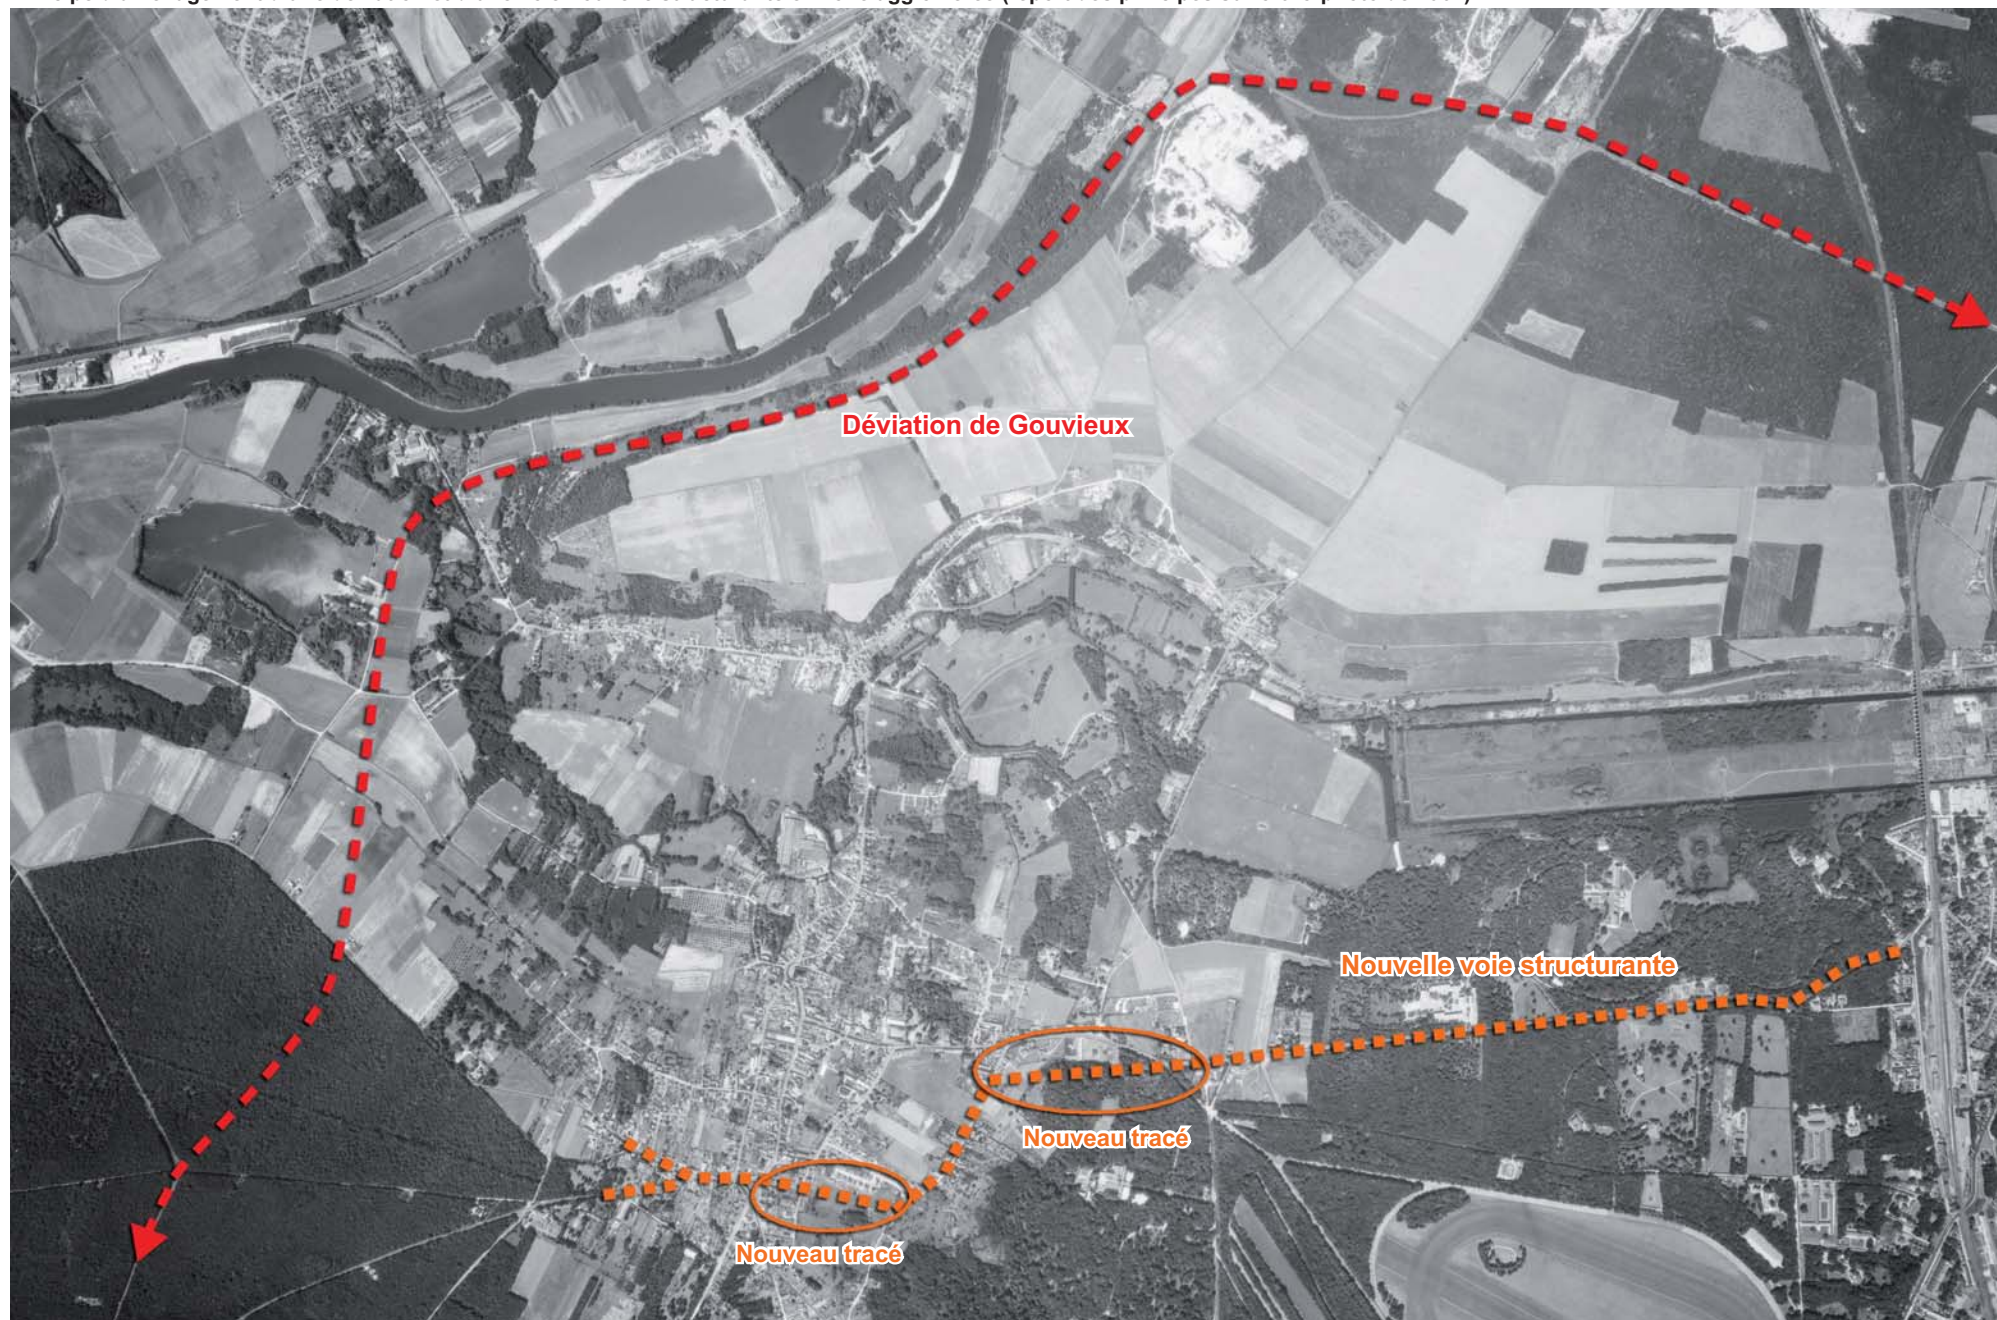 Déviation de Gouvieux
Nouvelle voie structurante
Nouveau tracé
Nouveau tracé